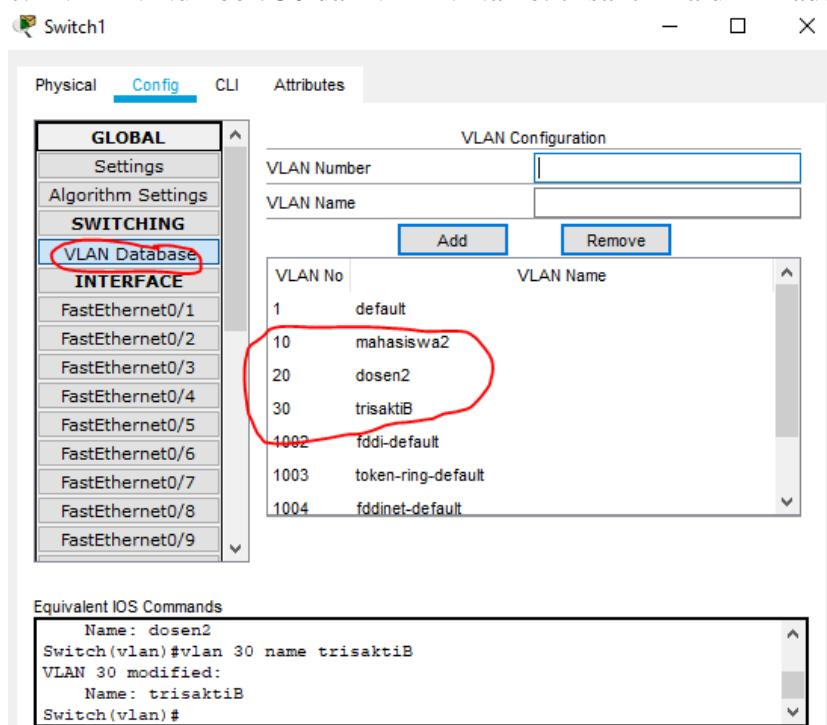 Switch1
Physical Config CLI Attributes
GLOBAL
Settings
Algorithm Settings
SWITCHING
VLAN Database
INTERFACE
FastEthernet0/1
FastEthernet0/2
FastEthernet0/3
FastEthernet0/4
FastEthernet0/5
FastEthernet0/6
FastEthernet0/7
FastEthernet0/8
FastEthernet0/9
VLAN Configuration
VLAN Number
VLAN Name
Add Remove
VLAN No VLAN Name
1 default
10 mahasiswa2
20 dosen2
30 trisaktiB
1002 fddi-default
1003 token-ring-default
1004 fddinet-default
Equivalent IOS Commands
Name: dosen2
Switch(vlan)#vlan 30 name trisaktiB
VLAN 30 modified:
Name: trisaktiB
Switch(vlan)#